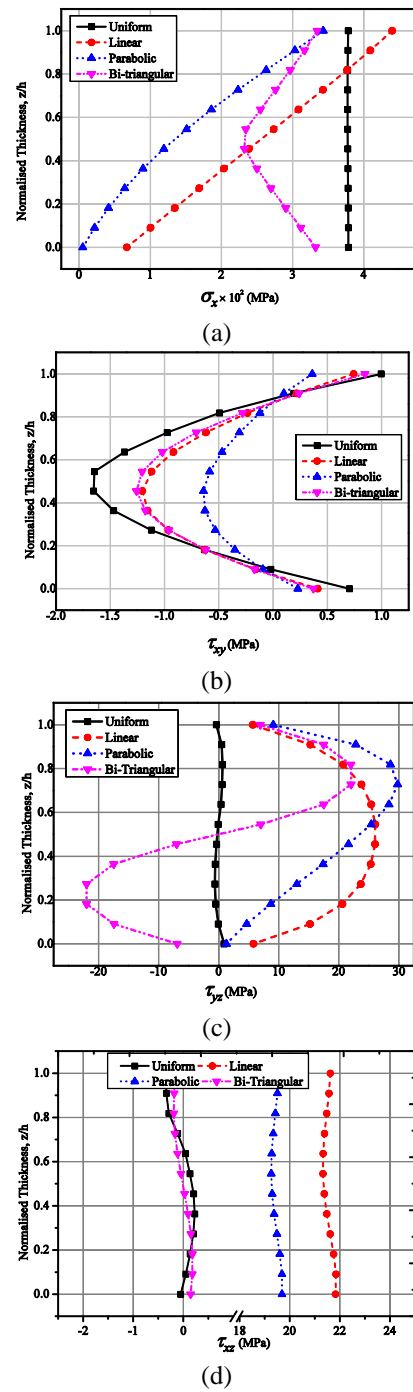 Uniform
Linear
Parabolic
Bi-triangular
Normalised Thickness, z/h
1.0
0.8
0.6
0.4
0.2
0.0
0 1 2 3 4
σx × 10² (MPa)
(a)
Uniform
Linear
Parabolic
Bi-triangular
Normalised Thickness, z/h
1.0
0.8
0.6
0.4
0.2
0.0
-2.0 -1.5 -1.0 -0.5 0.0 0.5 1.0
τxy (MPa)
(b)
Uniform
Linear
Parabolic
Bi-Triangular
Normalised Thickness, z/h
1.0
0.8
0.6
0.4
0.2
0.0
-20 -10 0 10 20 30
τyz (MPa)
(c)
Uniform Linear
Parabolic Bi-Triangular
Normalised Thickness, z/h
1.0
0.8
0.6
0.4
0.2
0.0
-2 -1 0 18 20 22 24
τxz (MPa)
(d)